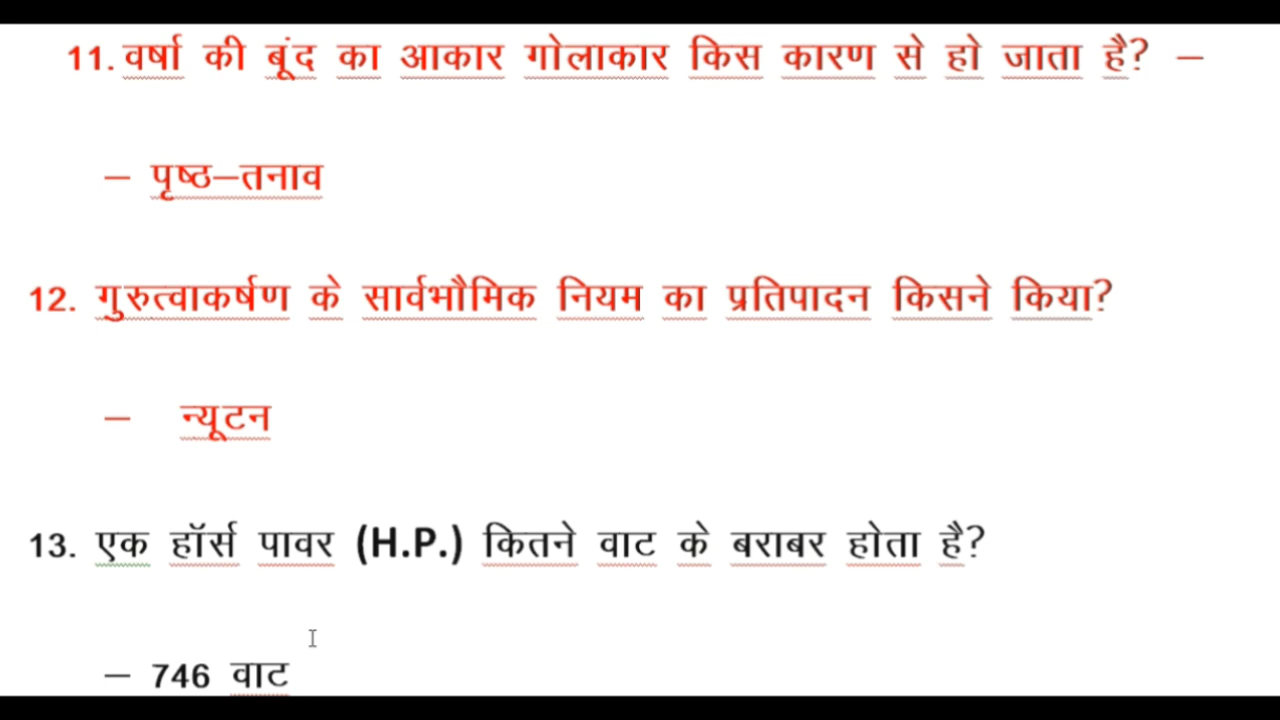 11. वर्षा की बूंद का आकार गोलाकार किस कारण से हो जाता है? –
– पृष्ठ–तनाव
12. गुरुत्वाकर्षण के सार्वभौमिक नियम का प्रतिपादन किसने किया?
– न्यूटन
13. एक हॉर्स पावर (H.P.) कितने वाट के बराबर होता है?
– 746 वाट